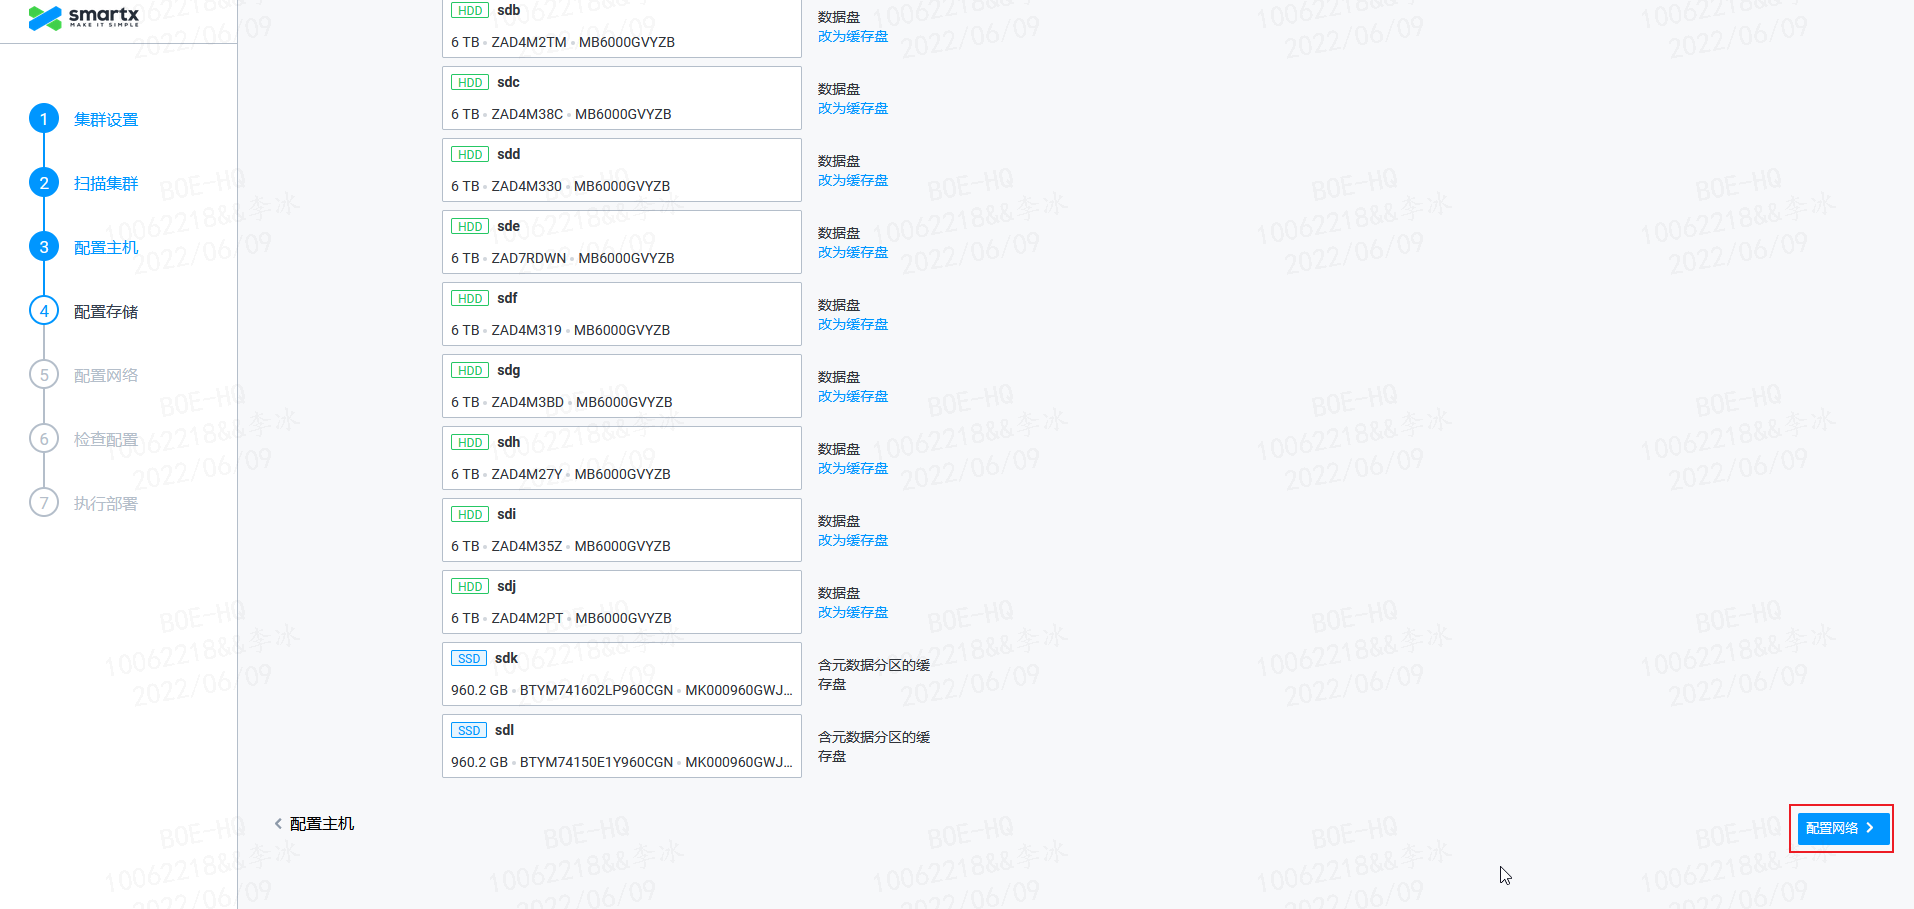 smartx
MAKE IT SIMPLE
1 集群设置
2 扫描集群
3 配置主机
4 配置存储
5 配置网络
6 检查配置
7 执行部署
HDD sdb
6 TB • ZAD4M2TM • MB6000GVYZB
数据盘
改为缓存盘
HDD sdc
6 TB • ZAD4M38C • MB6000GVYZB
数据盘
改为缓存盘
HDD sdd
6 TB • ZAD4M330 • MB6000GVYZB
数据盘
改为缓存盘
HDD sde
6 TB • ZAD7RDWN • MB6000GVYZB
数据盘
改为缓存盘
HDD sdf
6 TB • ZAD4M319 • MB6000GVYZB
数据盘
改为缓存盘
HDD sdg
6 TB • ZAD4M3BD • MB6000GVYZB
数据盘
改为缓存盘
HDD sdh
6 TB • ZAD4M27Y • MB6000GVYZB
数据盘
改为缓存盘
HDD sdi
6 TB • ZAD4M35Z • MB6000GVYZB
数据盘
改为缓存盘
HDD sdj
6 TB • ZAD4M2PT • MB6000GVYZB
数据盘
改为缓存盘
SSD sdk
960.2 GB • BTYM741602LP960CGN • MK000960GWJ...
含元数据分区的缓
存盘
SSD sdl
960.2 GB • BTYM74150E1Y960CGN • MK000960GWJ...
含元数据分区的缓
存盘
配置主机
配置网络
BOE-HQ
10062218&&李冰
2022/06/09